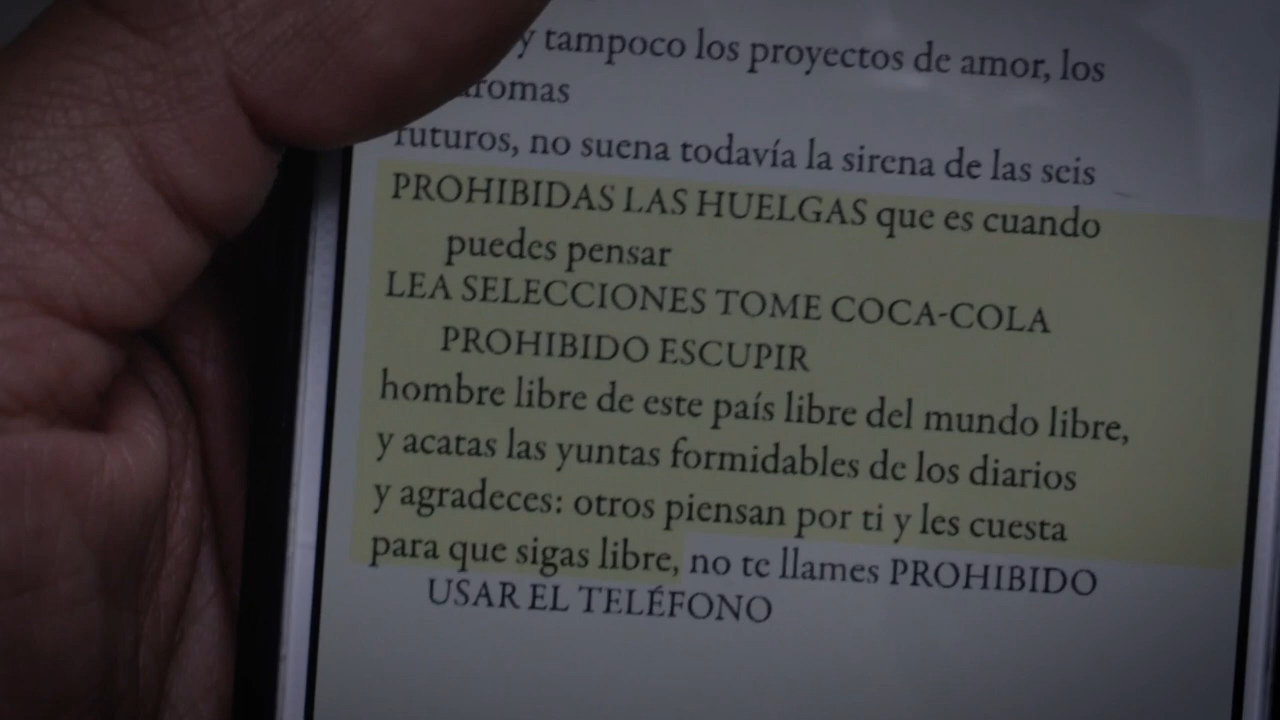 y tampoco los proyectos de amor, los
futuros, no suena todavía la sirena de las seis
PROHIBIDAS LAS HUELGAS que es cuando
puedes pensar
LEA SELECCIONES TOME COCA-COLA
PROHIBIDO ESCUPIR
hombre libre de este país libre del mundo libre,
y acatas las yuntas formidables de los diarios
y agradeces: otros piensan por ti y les cuesta
para que sigas libre, no te llames PROHIBIDO
USAR EL TELÉFONO